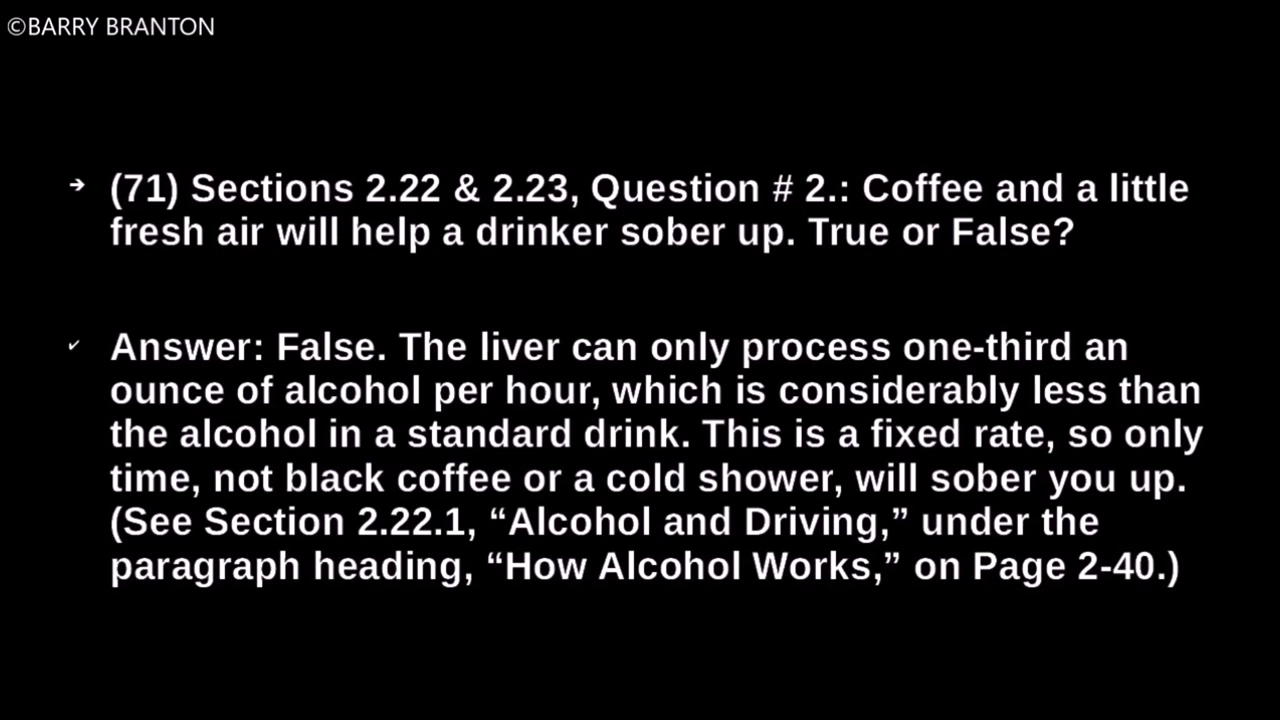 ©BARRY BRANTON
➔ (71) Sections 2.22 & 2.23, Question # 2.: Coffee and a little
fresh air will help a drinker sober up. True or False?
✓ Answer: False. The liver can only process one-third an
ounce of alcohol per hour, which is considerably less than
the alcohol in a standard drink. This is a fixed rate, so only
time, not black coffee or a cold shower, will sober you up.
(See Section 2.22.1, “Alcohol and Driving,” under the
paragraph heading, “How Alcohol Works,” on Page 2-40.)